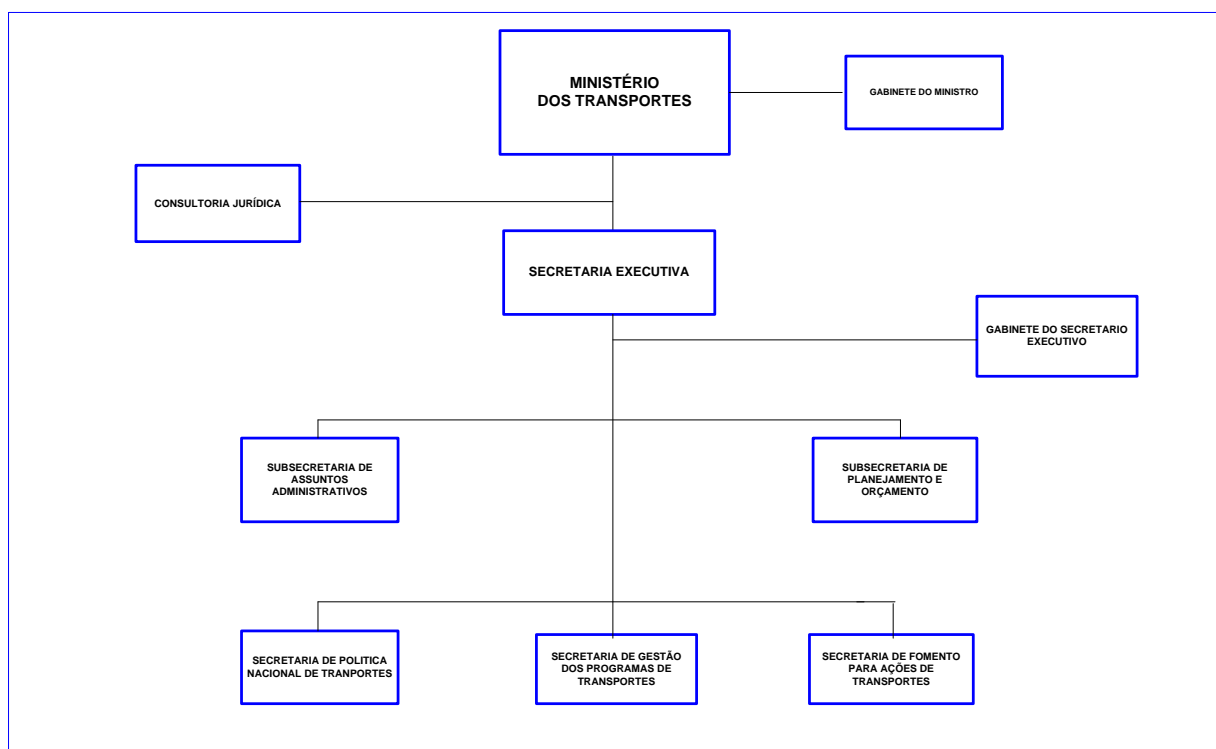 MINISTÉRIO
DOS TRANSPORTES
GABINETE DO MINISTRO
CONSULTORIA JURÍDICA
SECRETARIA EXECUTIVA
GABINETE DO SECRETARIO
EXECUTIVO
SUBSECRETARIA DE
ASSUNTOS
ADMINISTRATIVOS
SUBSECRETARIA DE
PLANEJAMENTO E
ORÇAMENTO
SECRETARIA DE POLITICA
NACIONAL DE TRANPORTES
SECRETARIA DE GESTÃO
DOS PROGRAMAS DE
TRANSPORTES
SECRETARIA DE FOMENTO
PARA AÇÕES DE
TRANSPORTES